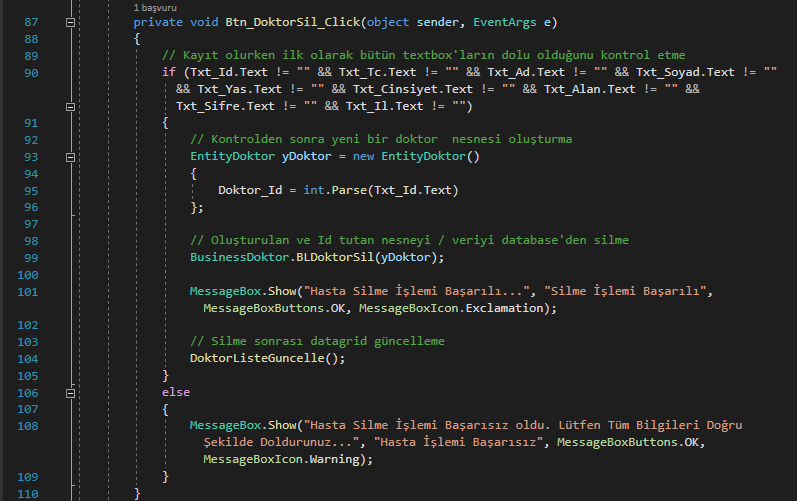 1 başvuru
87 private void Btn_DoktorSil_Click(object sender, EventArgs e)
88 {
89 // Kayıt olurken ilk olarak bütün textbox'ların dolu olduğunu kontrol etme
90 if (Txt_Id.Text != "" && Txt_Tc.Text != "" && Txt_Ad.Text != "" && Txt_Soyad.Text != ""
&& Txt_Yas.Text != "" && Txt_Cinsiyet.Text != "" && Txt_Alan.Text != "" &&
Txt_Sifre.Text != "" && Txt_Il.Text != "")
91 {
92 // Kontrolden sonra yeni bir doktor  nesnesi oluşturma
93 EntityDoktor yDoktor = new EntityDoktor()
94 {
95 Doktor_Id = int.Parse(Txt_Id.Text)
96 };
97
98 // Oluşturulan ve Id tutan nesneyi / veriyi database'den silme
99 BusinessDoktor.BLDoktorSil(yDoktor);
100
101 MessageBox.Show("Hasta Silme İşlemi Başarılı...", "Silme İşlemi Başarılı",
MessageBoxButtons.OK, MessageBoxIcon.Exclamation);
102
103 // Silme sonrası datagrid güncelleme
104 DoktorListeGuncelle();
105 }
106 else
107 {
108 MessageBox.Show("Hasta Silme İşlemi Başarısız oldu. Lütfen Tüm Bilgileri Doğru
Şekilde Doldurunuz...", "Hasta İşlemi Başarısız", MessageBoxButtons.OK,
MessageBoxIcon.Warning);
109 }
110 }